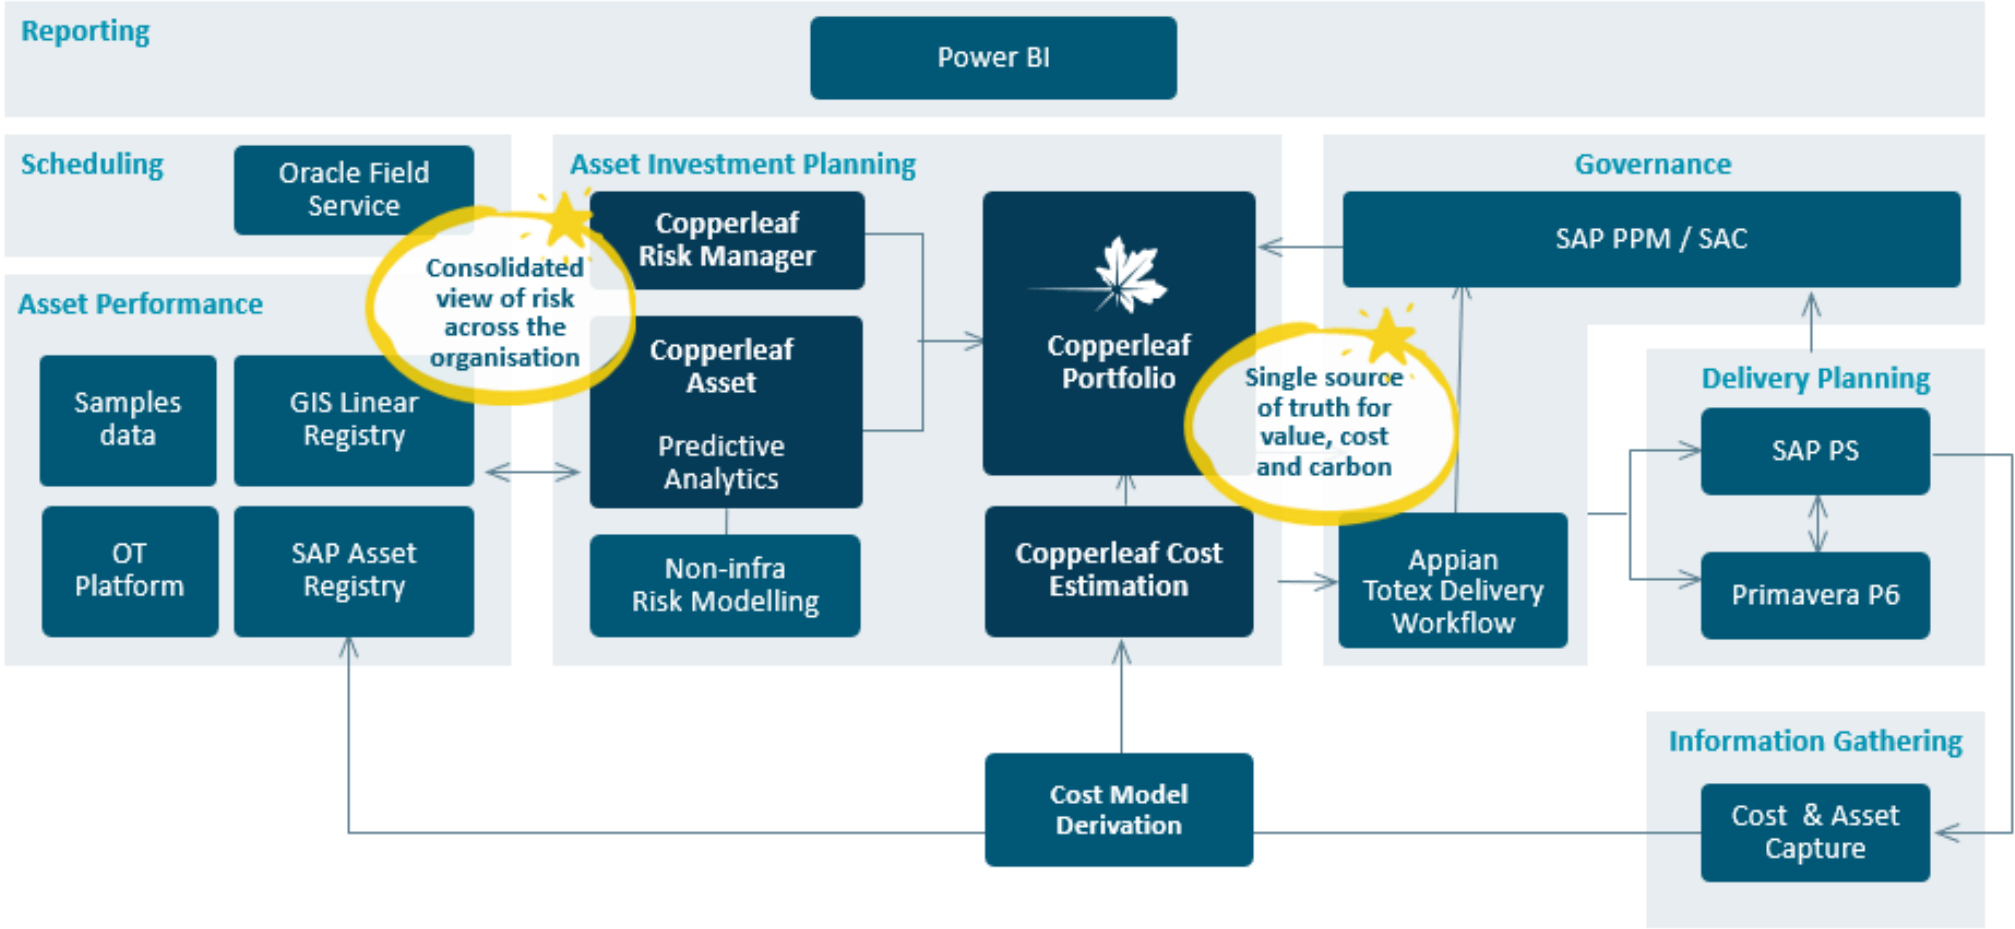 Reporting
Power BI
Scheduling
Oracle Field
Service
Asset Investment Planning
Governance
Copperleaf
Risk Manager
SAP PPM / SAC
Consolidated
view of risk
across the
organisation
Asset Performance
Copperleaf
Asset
Predictive
Analytics
Copperleaf
Portfolio
Single source
of truth for
value, cost
and carbon
Delivery Planning
Samples
data
GIS Linear
Registry
SAP PS
OT
Platform
SAP Asset
Registry
Non-infra
Risk Modelling
Copperleaf Cost
Estimation
Appian
Totex Delivery
Workflow
Primavera P6
Information Gathering
Cost Model
Derivation
Cost & Asset
Capture